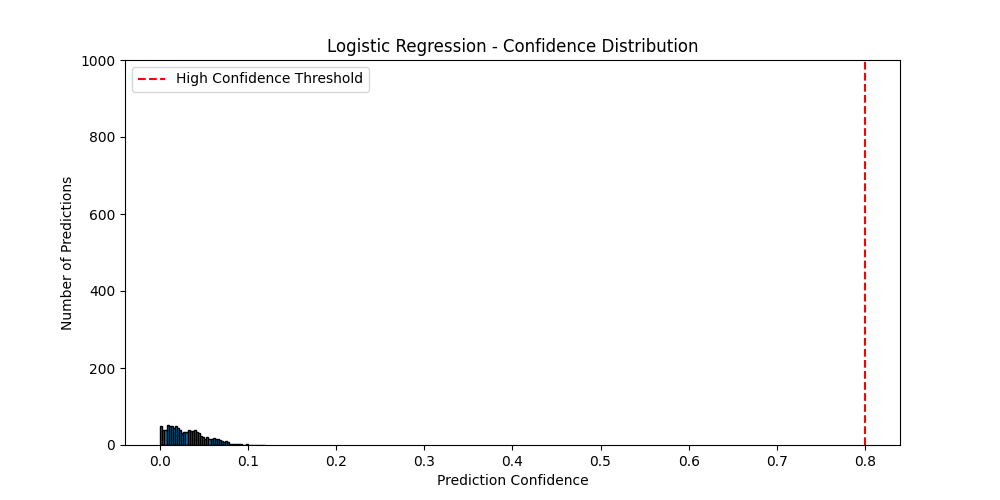 Logistic Regression - Confidence Distribution
High Confidence Threshold
1000
800
600
400
200
0
Number of Predictions
0.0 0.1 0.2 0.3 0.4 0.5 0.6 0.7 0.8
Prediction Confidence